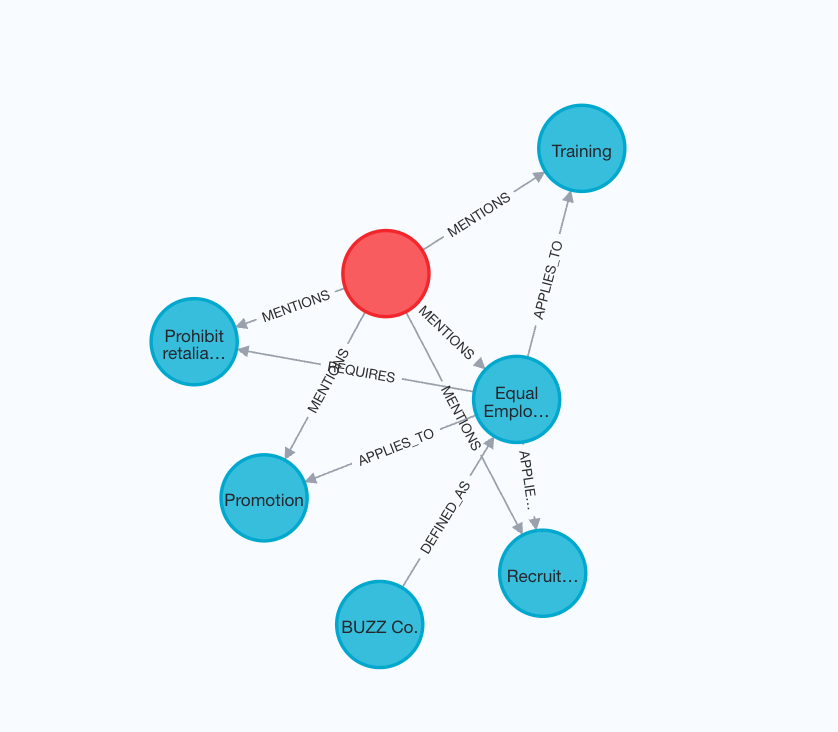 Training
MENTIONS
APPLIES_TO
MENTIONS
MENTIONS
Prohibit
retalia…
REQUIRES
MENTIONS
Equal
Emplo…
MENTIONS
APPLIES_TO
APPLIE…
Promotion
DEFINED_AS
Recruit…
BUZZ Co.